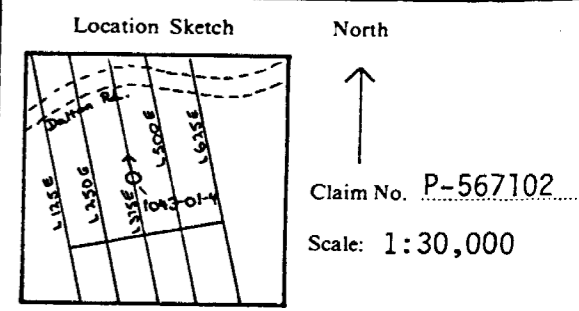 Location Sketch
North
Dalton Rd.
L125E
L250E
L375E
L500E
L625E
1043-01-4
Claim No. P-567102
Scale: 1:30,000